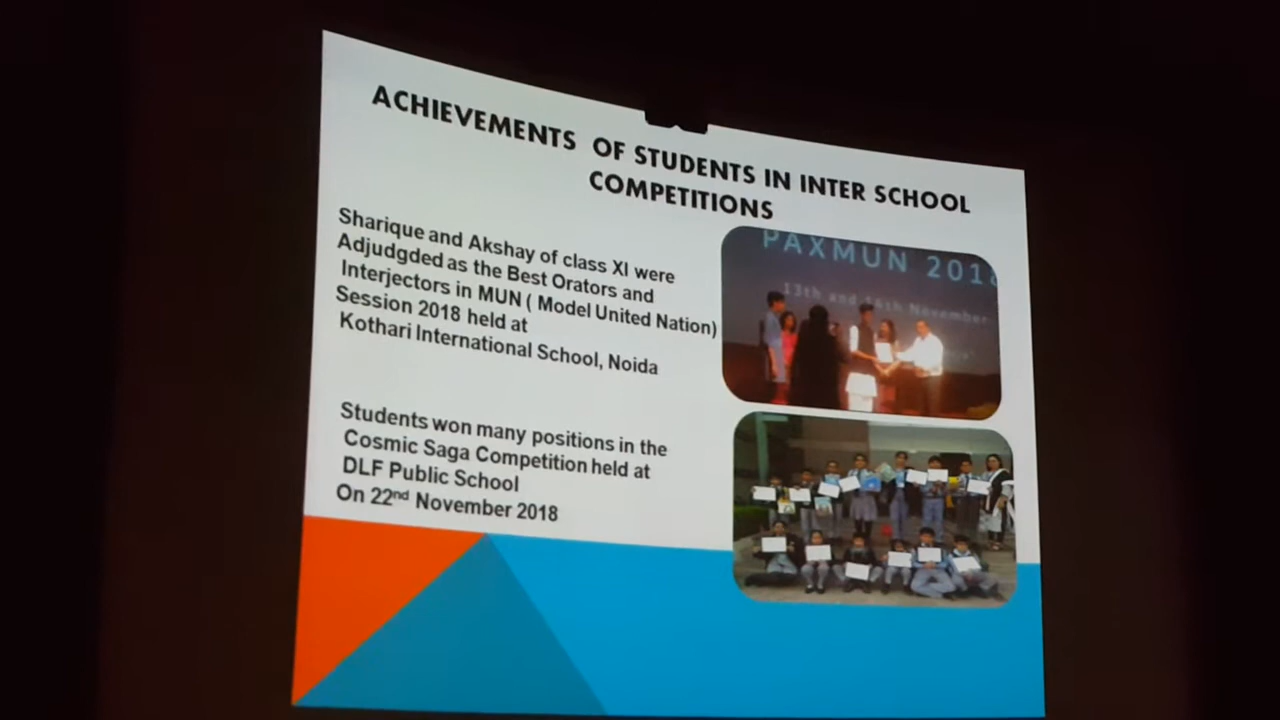 ACHIEVEMENTS OF STUDENTS IN INTER SCHOOL
COMPETITIONS
Sharique and Akshay of class XI were
Adjudgded as the Best Orators and
Interjectors in MUN ( Model United Nation)
Session 2018 held at
Kothari International School, Noida
PAXMUN 2018
13th and 14th November
Students won many positions in the
Cosmic Saga Competition held at
DLF Public School
On 22nd November 2018